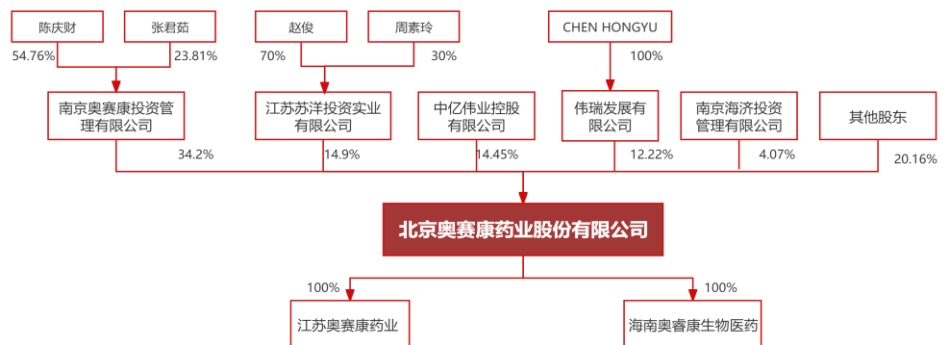 陈庆财
张君茹
赵俊
周素玲
CHEN HONGYU
54.76%
23.81%
70%
30%
100%
南京奥赛康投资管
理有限公司
江苏苏洋投资实业
有限公司
中亿伟业控股
有限公司
伟瑞发展有
限公司
南京海济投资
管理有限公司
其他股东
34.2%
14.9%
14.45%
12.22%
4.07%
20.16%
北京奥赛康药业股份有限公司
100%
100%
江苏奥赛康药业
海南奥睿康生物医药